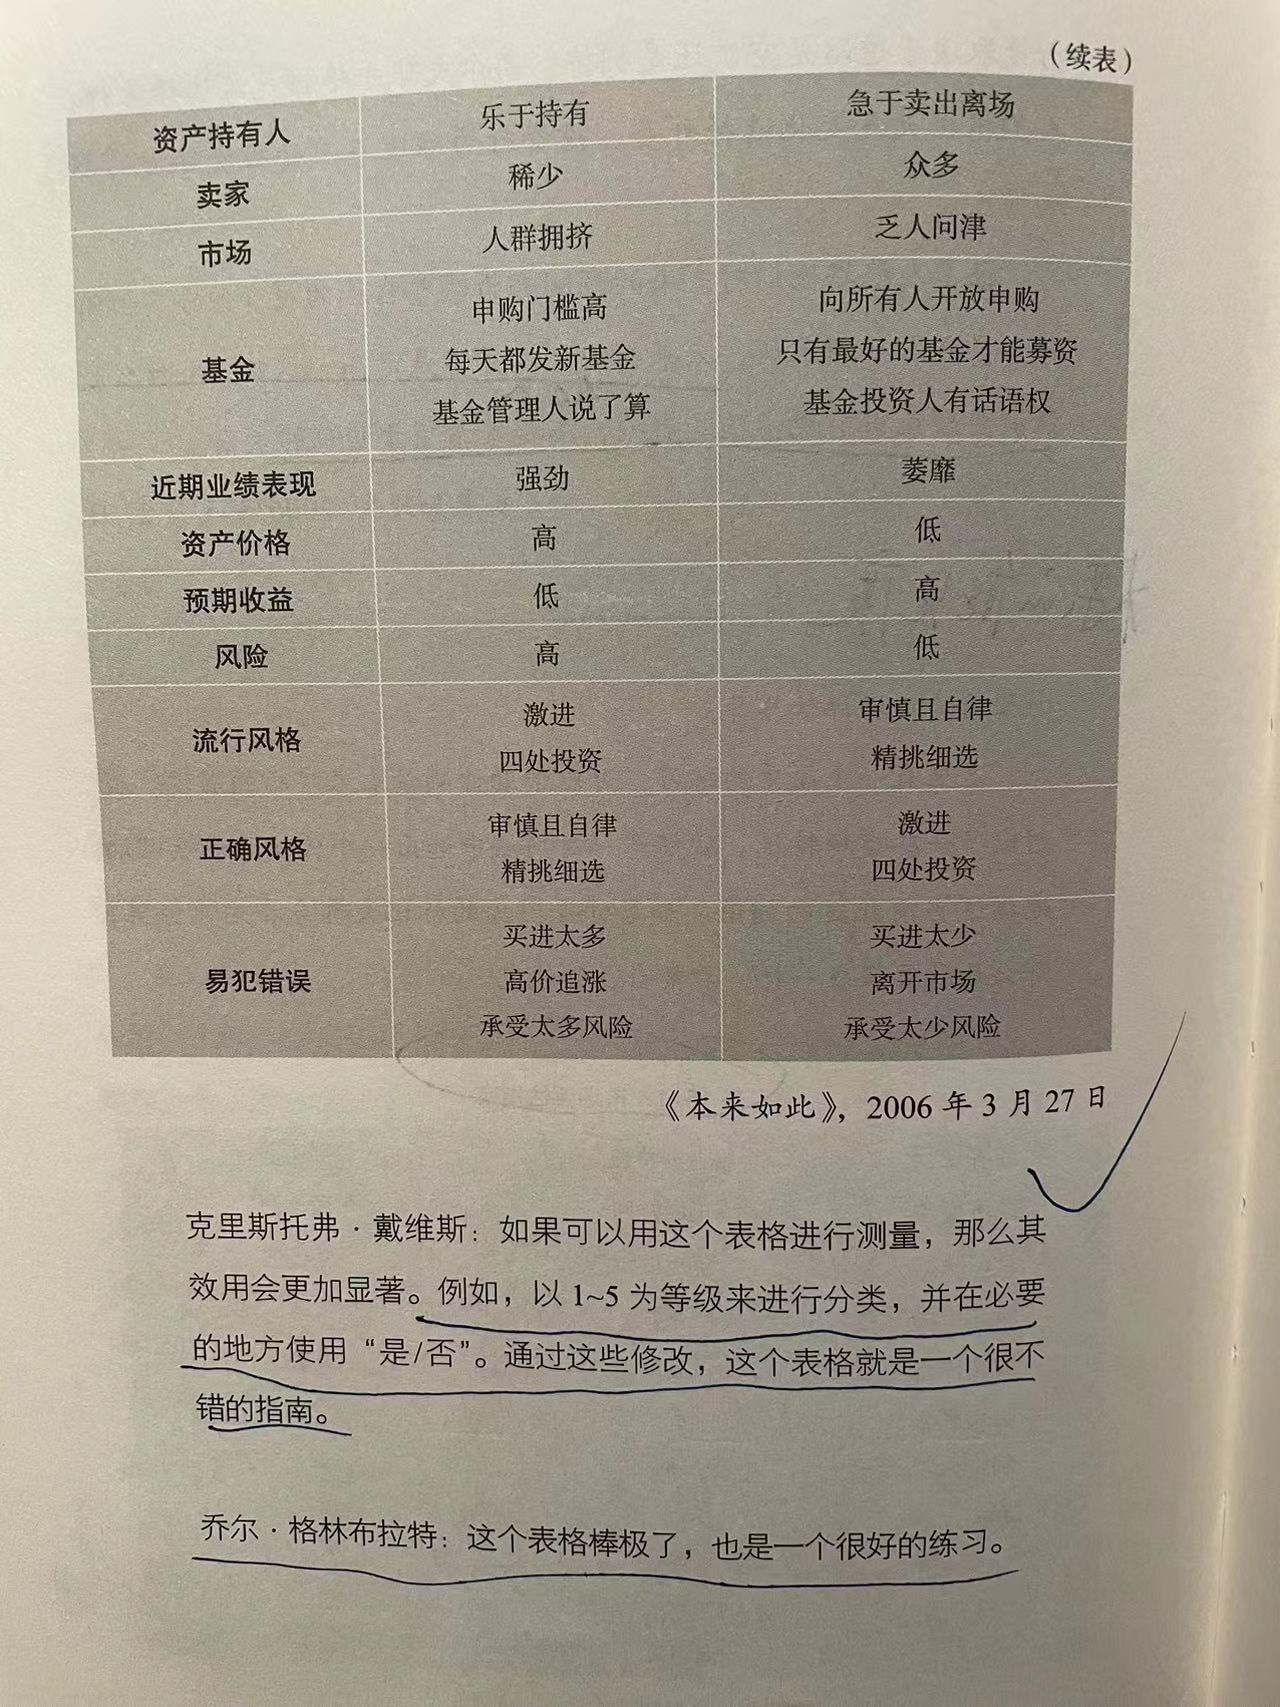 （续表）
资产持有人 乐于持有 急于卖出离场
卖家 稀少 众多
市场 人群拥挤 乏人问津
申购门槛高 向所有人开放申购
基金 每天都发新基金 只有最好的基金才能募资
基金管理人说了算 基金投资人有话语权
近期业绩表现 强劲 萎靡
资产价格 高 低
预期收益 低 高
风险 高 低
激进 审慎且自律
流行风格
四处投资 精挑细选
审慎且自律 激进
正确风格
精挑细选 四处投资
买进太多 买进太少
易犯错误 高价追涨 离开市场
承受太多风险 承受太少风险
《本来如此》，2006 年 3 月 27 日
克里斯托弗·戴维斯：如果可以用这个表格进行测量，那么其
效用会更加显著。例如，以 1~5 为等级来进行分类，并在必要
的地方使用“是/否”。通过这些修改，这个表格就是一个很不
错的指南。
乔尔·格林布拉特：这个表格棒极了，也是一个很好的练习。